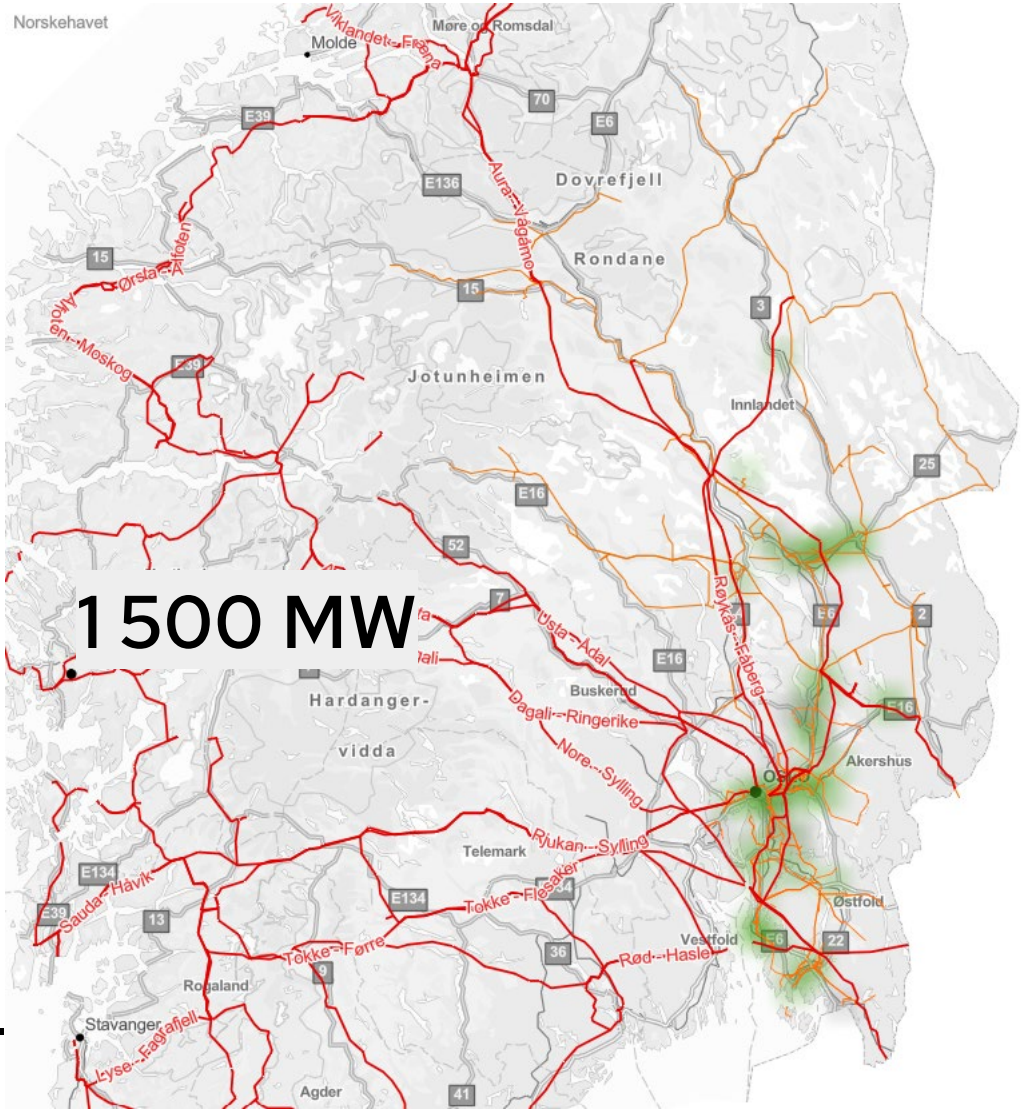 Norskehavet
Møre og Romsdal
Viklandet - Fræna
Molde
70
E39
E6
E136
Aura - Vågåmo
Dovrefjell
Ørsta - Ålfoten
15
Rondane
15
3
Ålfoten - Moskog
E39
Jotunheimen
Innlandet
25
E16
52
1 500 MW
7
Usta - Ådal
Røykås - Fåberg
E6
2
E16
Buskerud
Hardanger-
vidda
Dagali - Ringerike
E16
Nore - Sylling
OSLO
Akershus
Rjukan - Sylling
Telemark
E134
Sauda - Håvik
E39
13
E134
Tokke - Flesaker
Østfold
Vestfold
E6
22
Tokke - Førre
9
36
Rød - Hasle
Rogaland
Stavanger
Lyse - Fagrafjell
Agder
41